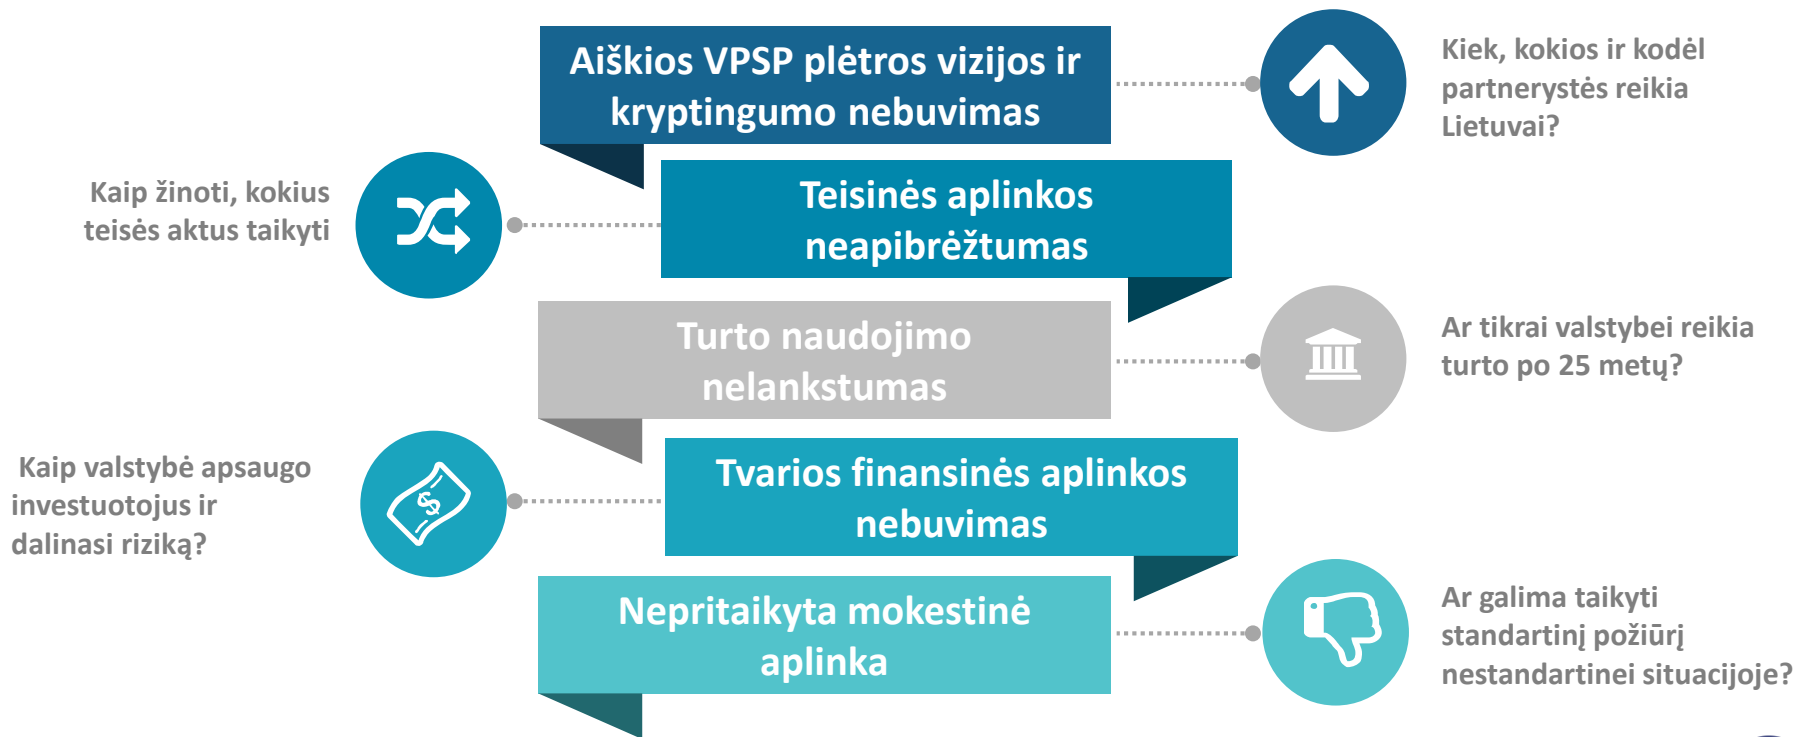 Aiškios VPSP plėtros vizijos ir
kryptingumo nebuvimas
Kiek, kokios ir kodėl
partnerystės reikia
Lietuvai?
Kaip žinoti, kokius
teisės aktus taikyti
Teisinės aplinkos
neapibrėžtumas
Turto naudojimo
nelankstumas
Ar tikrai valstybei reikia
turto po 25 metų?
Kaip valstybė apsaugo
investuotojus ir
dalinasi riziką?
$
Tvarios finansinės aplinkos
nebuvimas
Nepritaikyta mokestinė
aplinka
Ar galima taikyti
standartinį požiūrį
nestandartinei situacijoje?